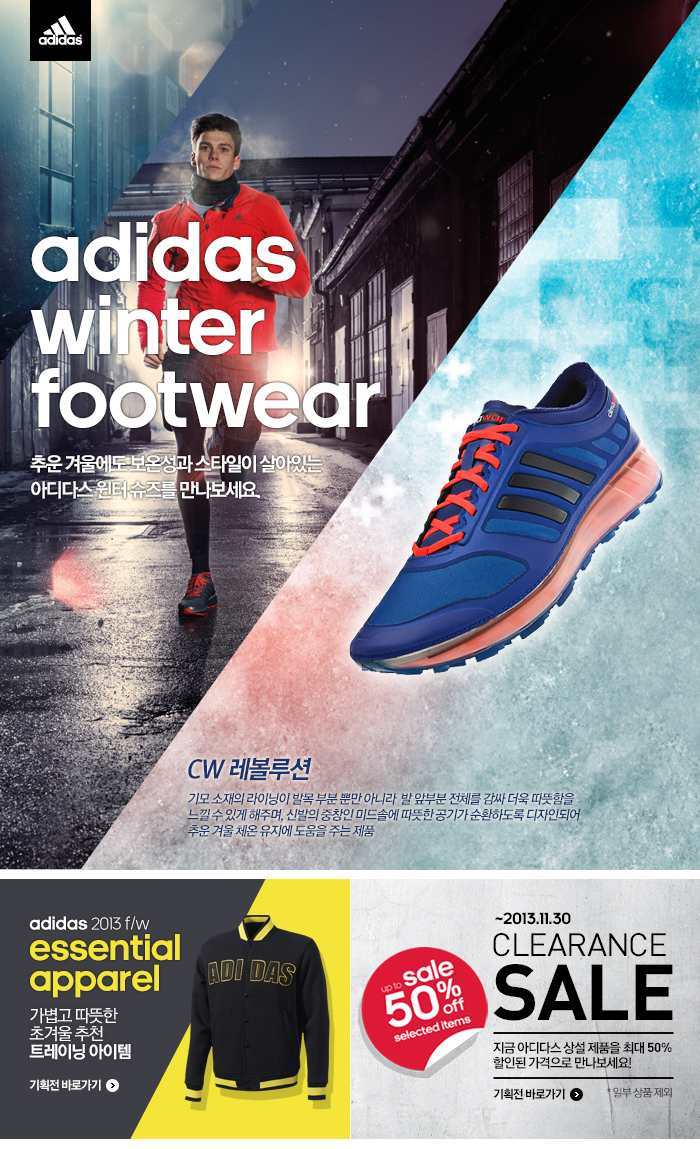 adidas
adidas
winter
footwear
추운 겨울에도 보온성과 스타일이 살아있는
아디다스 윈터 슈즈를 만나보세요.
CW 레볼루션
기모 소재의 라이닝이 발목 부분 뿐만 아니라 발 앞부분 전체를 감싸 더욱 따뜻함을
느낄 수 있게 해주며, 신발의 중창인 미드솔에 따뜻한 공기가 순환하도록 디자인되어
추운 겨울 체온 유지에 도움을 주는 제품
adidas 2013 f/w
essential
apparel
가볍고 따뜻한
초겨울 추천
트레이닝 아이템
기획전 바로가기
ADIDAS
up to sale
50% off
selected items
~2013.11.30
CLEARANCE
SALE
지금 아디다스 상설 제품을 최대 50%
할인된 가격으로 만나보세요!
기획전 바로가기
*일부 상품 제외